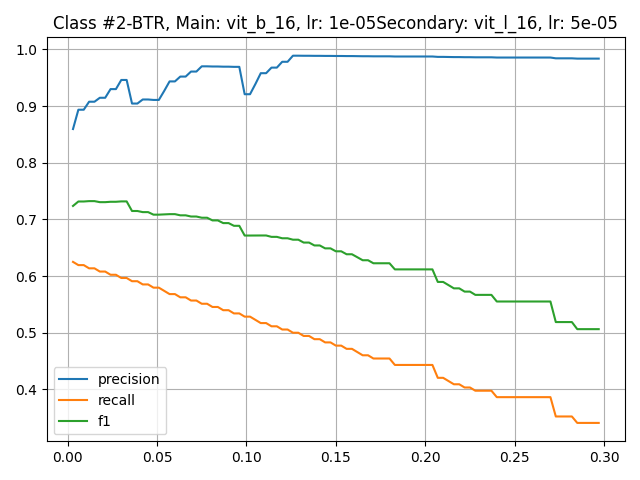 Class #2-BTR, Main: vit_b_16, lr: 1e-05Secondary: vit_l_16, lr: 5e-05
1.0
0.9
0.8
0.7
0.6
0.5
0.4
precision
recall
f1
0.00 0.05 0.10 0.15 0.20 0.25 0.30